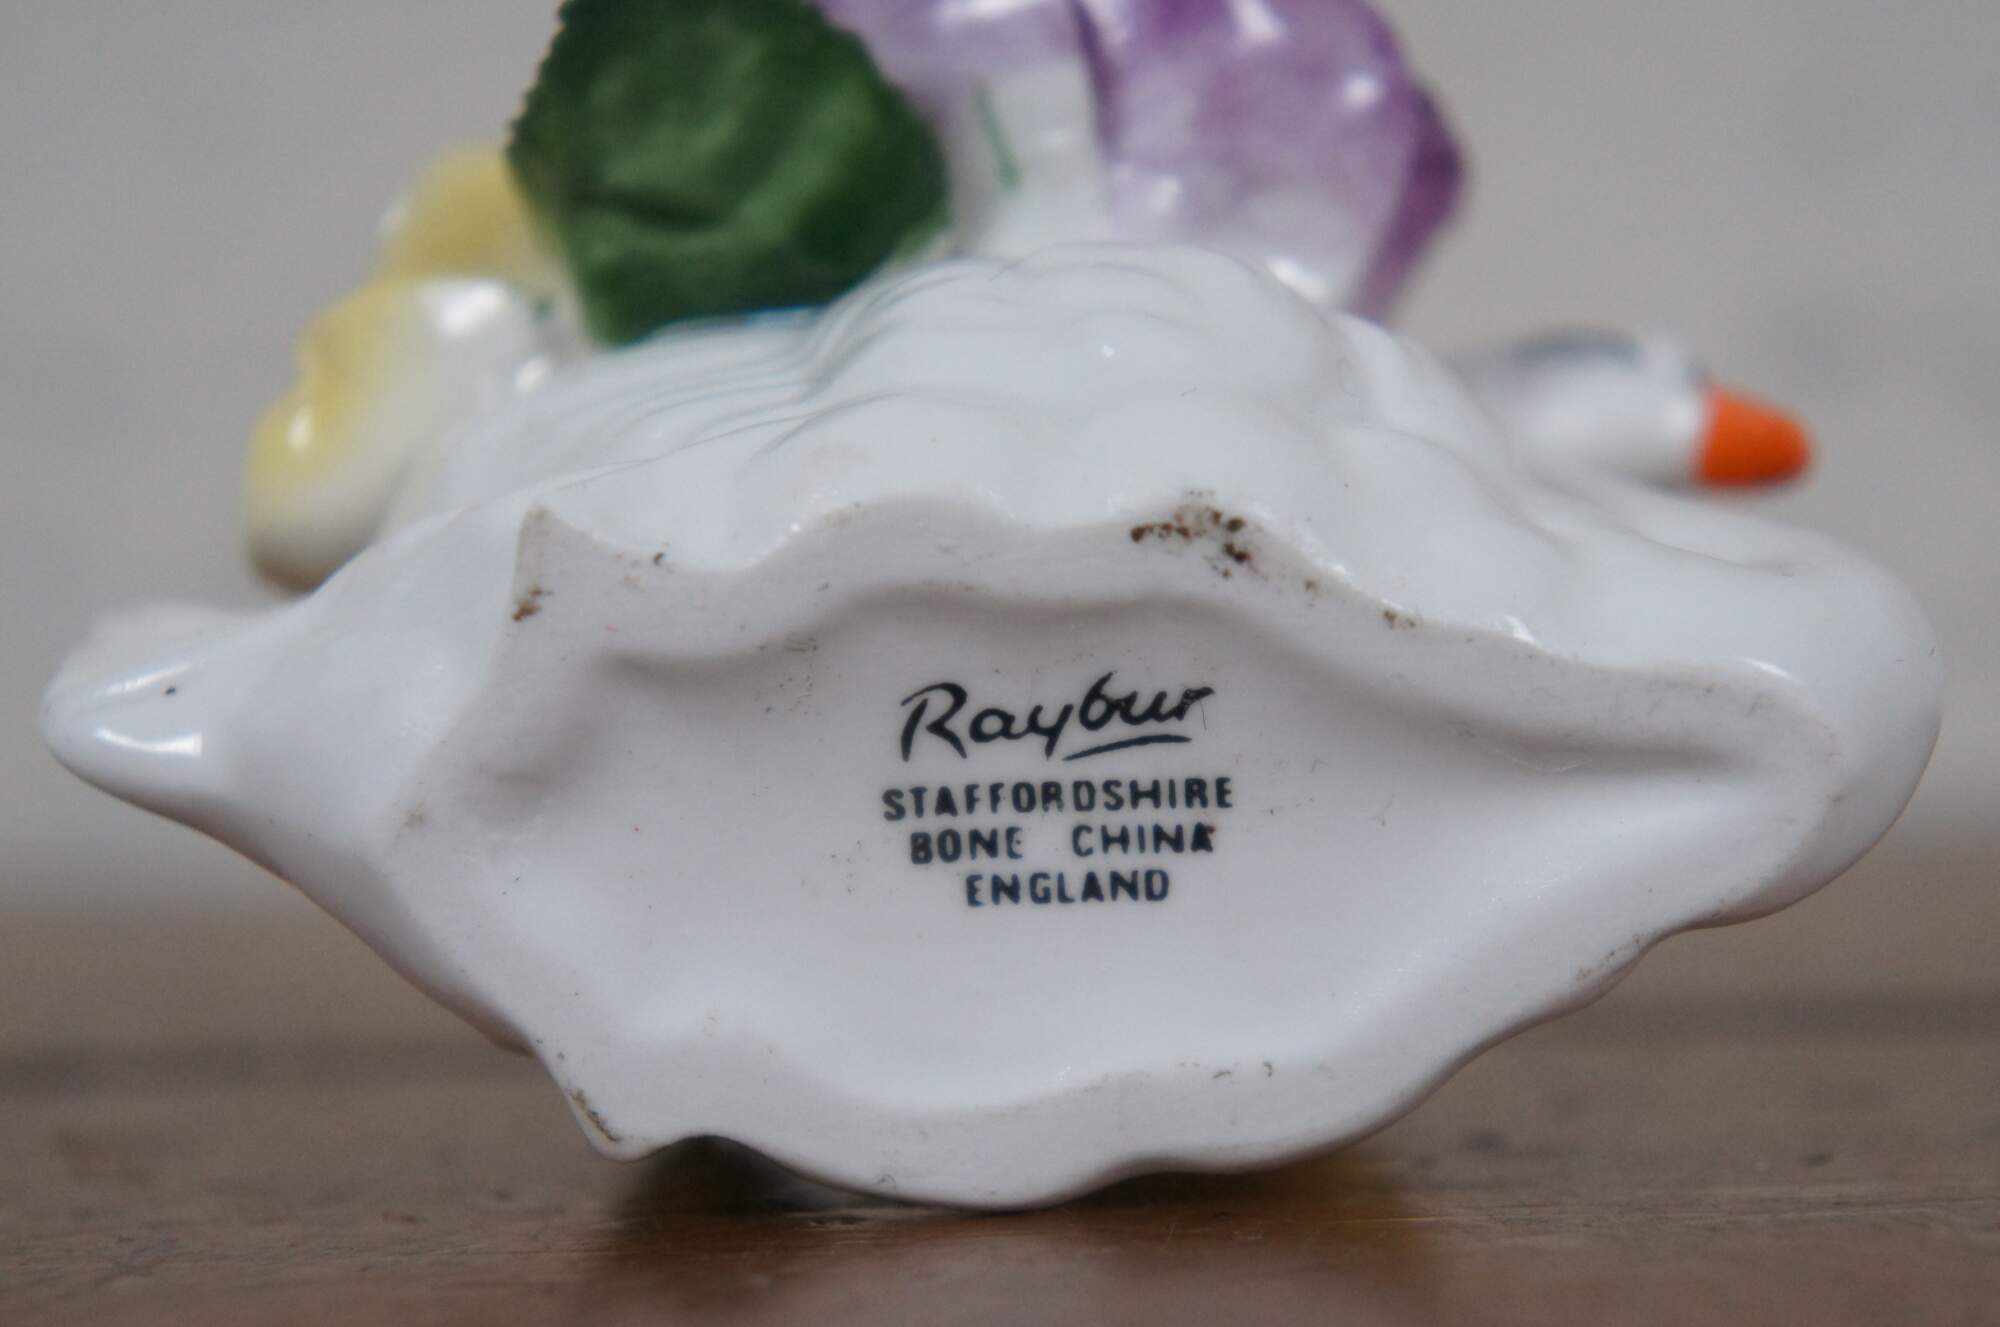 Raybur
STAFFORDSHIRE
BONE CHINA
ENGLAND